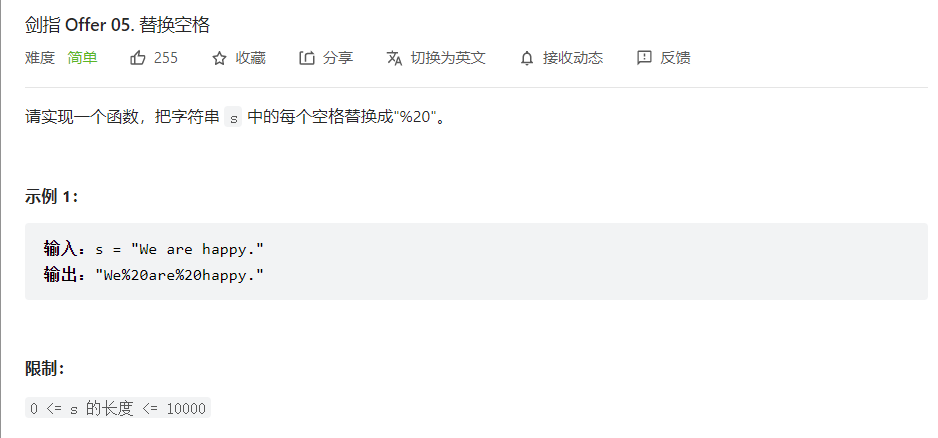 剑指 Offer 05. 替换空格
难度 简单 255 收藏 分享 切换为英文 接收动态 反馈
请实现一个函数，把字符串 s 中的每个空格替换成"%20"。
示例 1：
输入：s = "We are happy."
输出："We%20are%20happy."
限制：
0 <= s 的长度 <= 10000